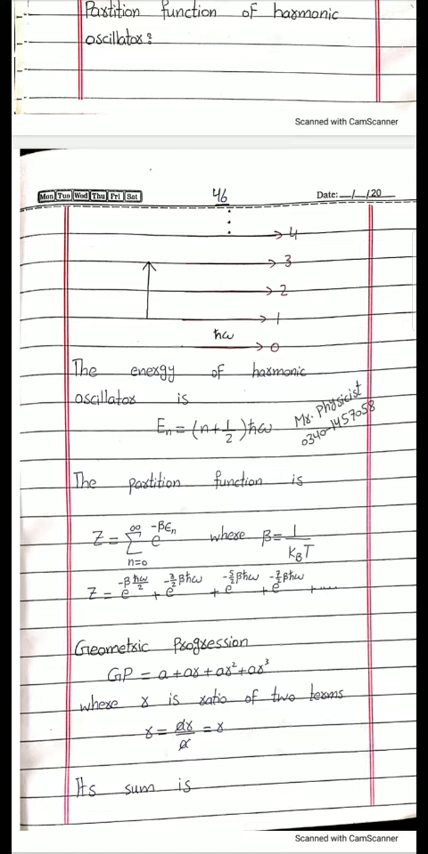 Partition function of harmonic
oscillator?
Scanned with CamScanner
Mon Tue Wed Thu Fri Sat
46
Date: __/__/20__
4
3
2
1
ħω
0
The energy of harmonic
oscillator is
Eₙ = (n + 1/2)ħω
Mr. Physicist
0340-1457058
The partition function is
Z = ∑_{n=0}^{∞} e^{-βEₙ} where β = 1/(K_B T)
Z = e^{-βħω/2} + e^{-3/2 βħω} + e^{-5/2 βħω} + e^{-7/2 βħω} + .....
Geometric Progression
GP = a + ar + ar² + ar³
where r is ratio of two terms
r = ar/a = r
Its sum is
Scanned with CamScanner